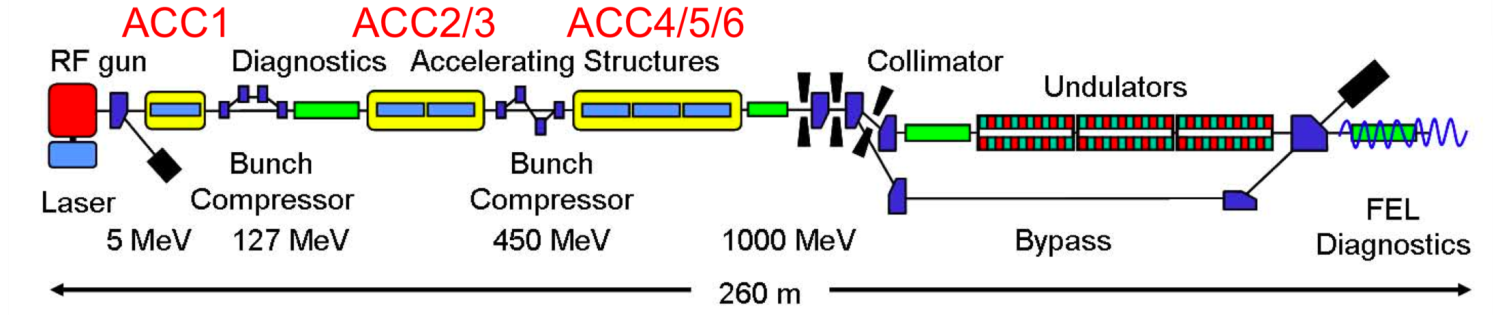 ACC1 ACC2/3 ACC4/5/6
RF gun Diagnostics Accelerating Structures Collimator
Undulators
Bunch Compressor
Bunch Compressor
Laser
FEL Diagnostics
5 MeV 127 MeV 450 MeV 1000 MeV Bypass
260 m